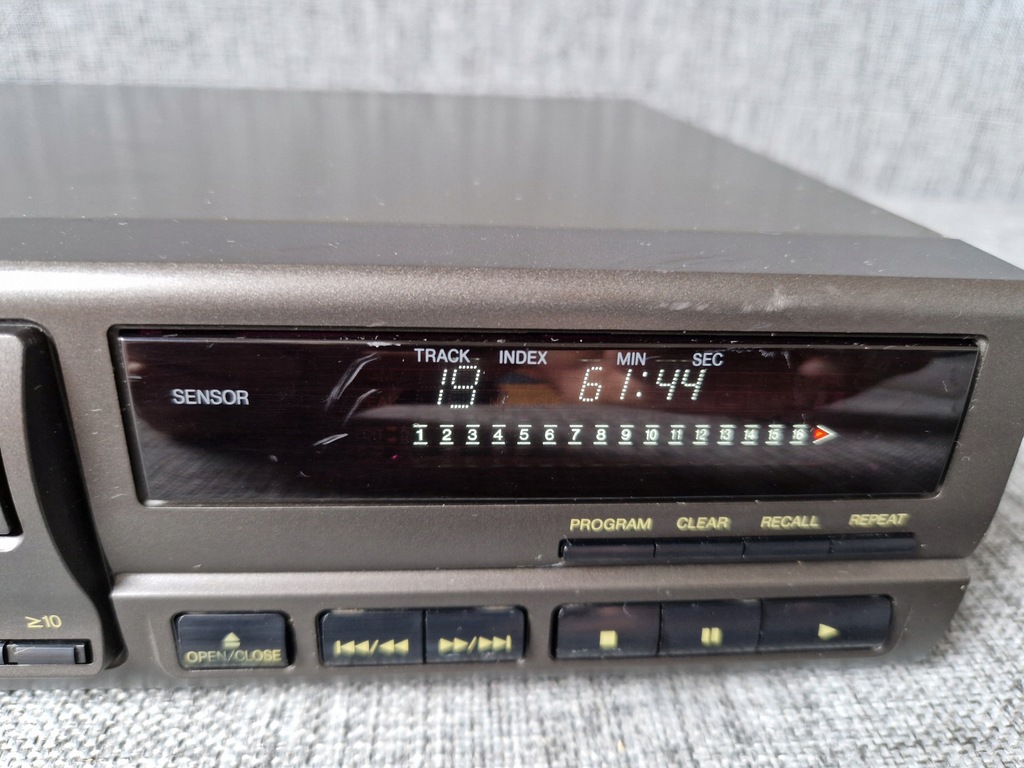 TRACK INDEX MIN SEC
SENSOR
19 61:44
1 2 3 4 5 6 7 8 9 10 11 12 13 14 15 16
PROGRAM CLEAR RECALL REPEAT
≥10
OPEN/CLOSE